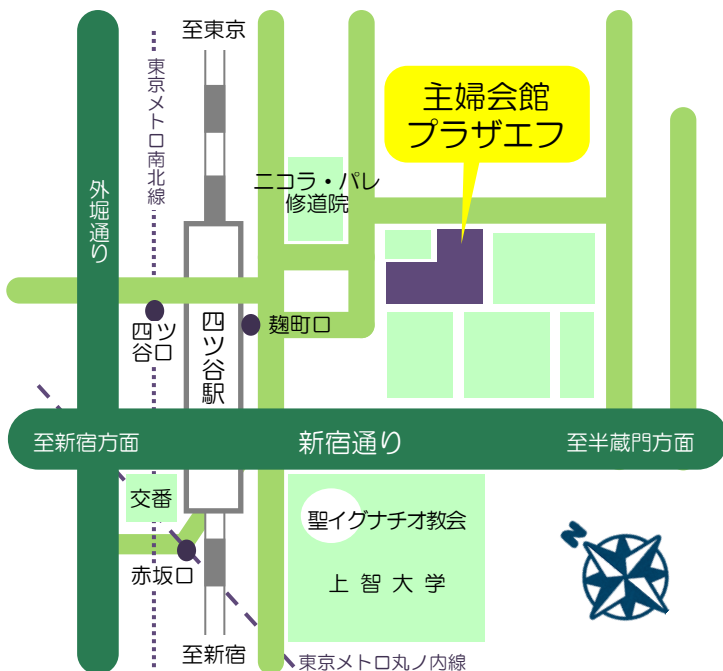 至東京
東京メトロ南北線
主婦会館
プラザエフ
ニコラ・バレ
修道院
外堀通り
四ツ
谷口
四ツ谷駅
麹町口
至新宿方面
新宿通り
至半蔵門方面
交番
聖イグナチオ教会
上智大学
赤坂口
至新宿
東京メトロ丸ノ内線
N